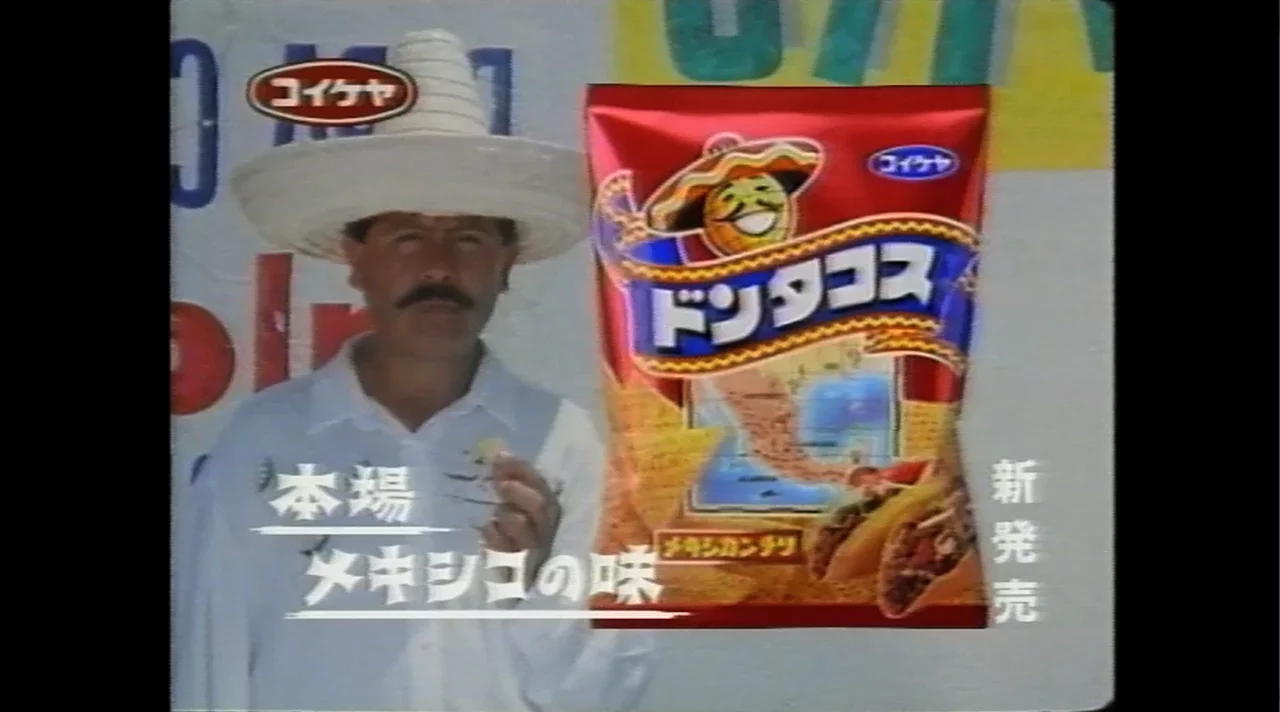 コイケヤ
コイケヤ
ドンタコス
メキシカンチリ
本場
メキシコの味
新発売